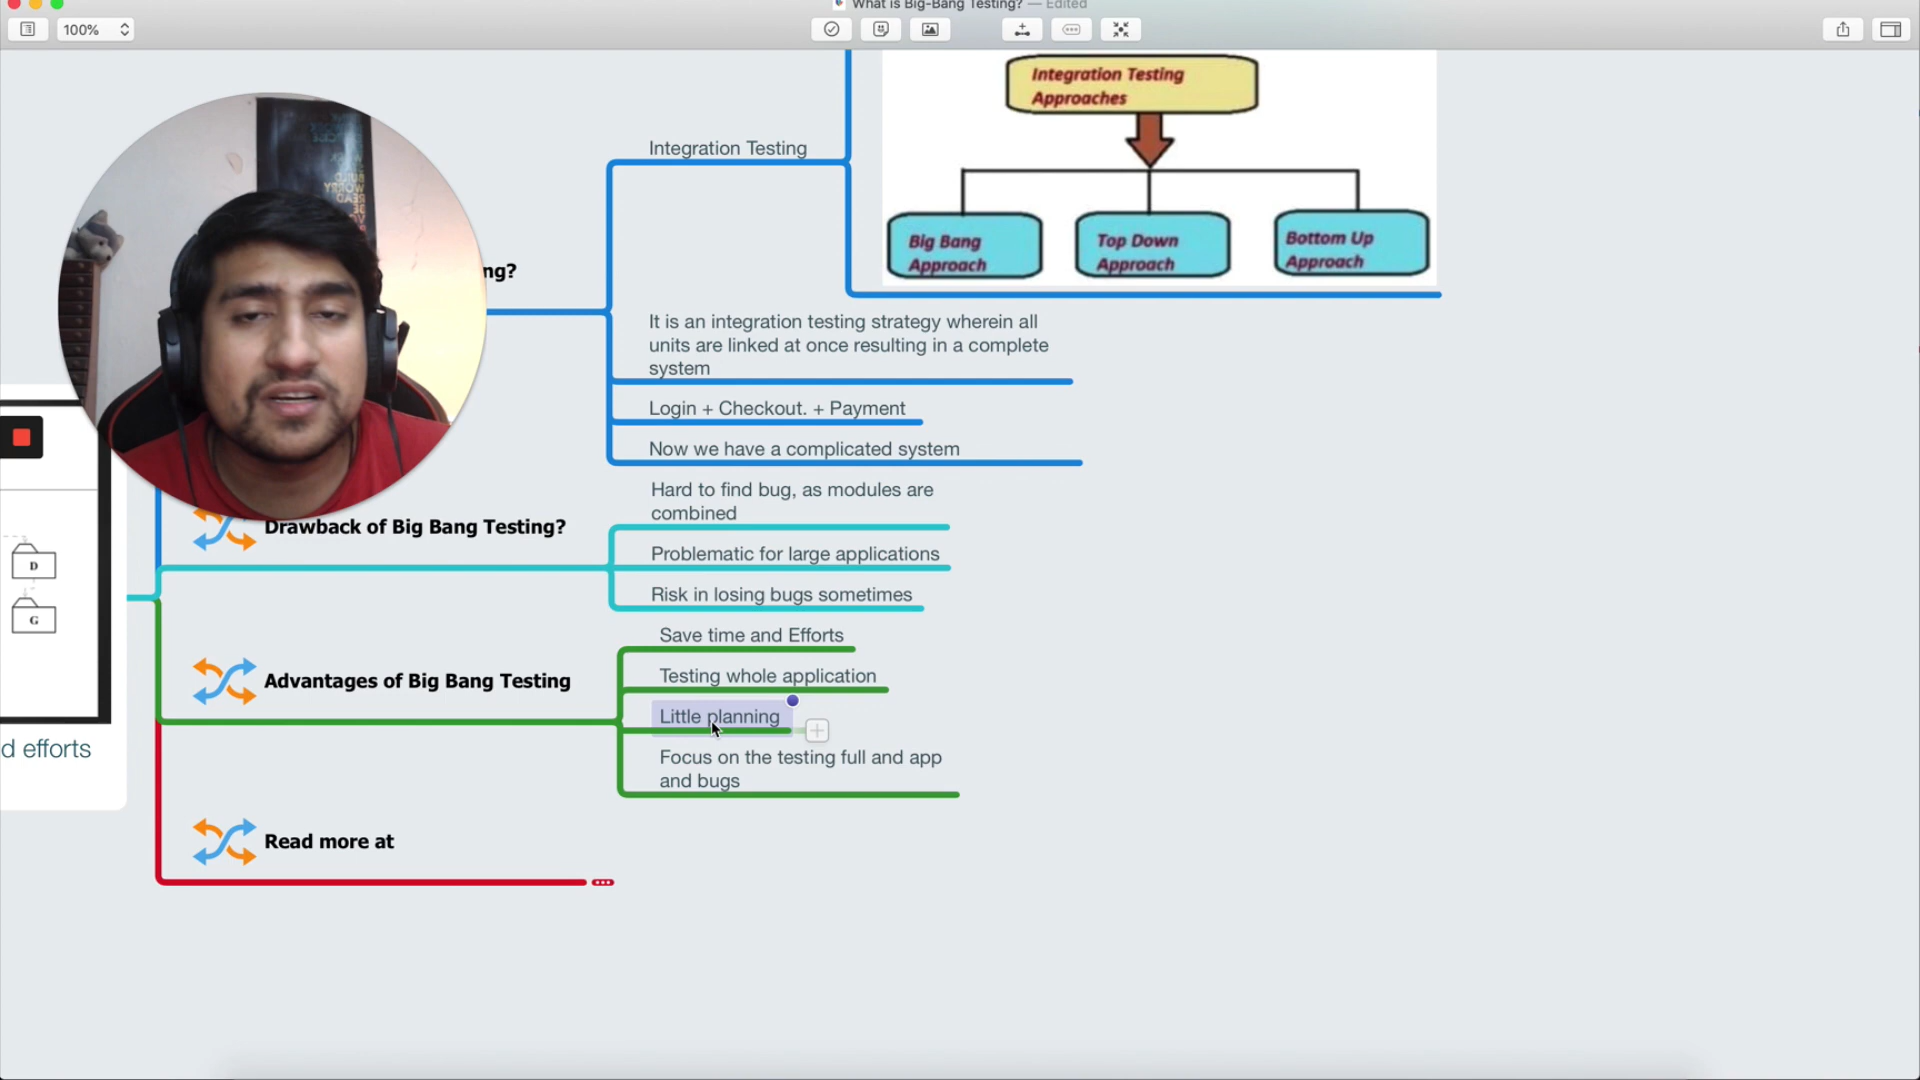 What is Big-Bang Testing? — Edited
100%
Integration Testing
Approaches
Integration Testing
Big Bang
Approach
Top Down
Approach
Bottom Up
Approach
ng?
It is an integration testing strategy wherein all
units are linked at once resulting in a complete
system
Login + Checkout. + Payment
Now we have a complicated system
Hard to find bug, as modules are
combined
Drawback of Big Bang Testing?
Problematic for large applications
Risk in losing bugs sometimes
D
G
Save time and Efforts
Testing whole application
Advantages of Big Bang Testing
Little planning
Focus on the testing full and app
and bugs
d efforts
Read more at